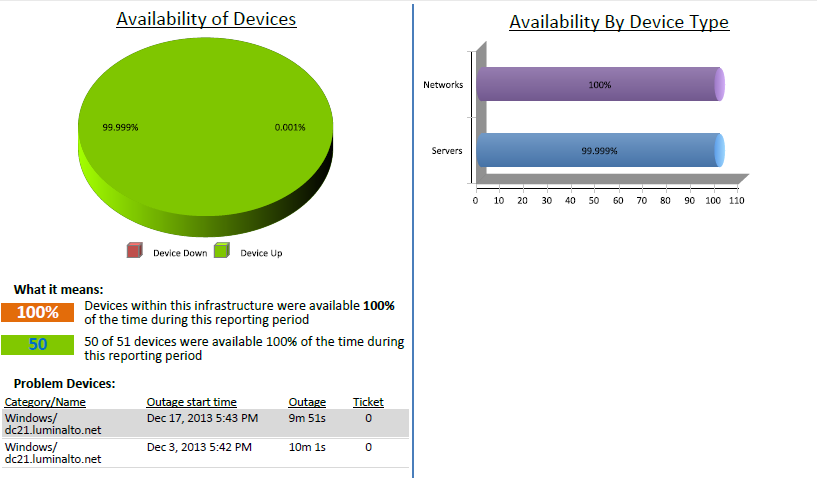 Availability of Devices
99.999%
0.001%
Device Down
Device Up
What it means:
100%
Devices within this infrastructure were available 100%
of the time during this reporting period
50
50 of 51 devices were available 100% of the time during
this reporting period
Problem Devices:
Category/Name Outage start time Outage Ticket
Windows/ Dec 17, 2013 5:43 PM 9m 51s 0
dc21.luminalto.net
Windows/ Dec 3, 2013 5:42 PM 10m 1s 0
dc21.luminalto.net
Availability By Device Type
Networks 100%
Servers 99.999%
0 10 20 30 40 50 60 70 80 90 100 110